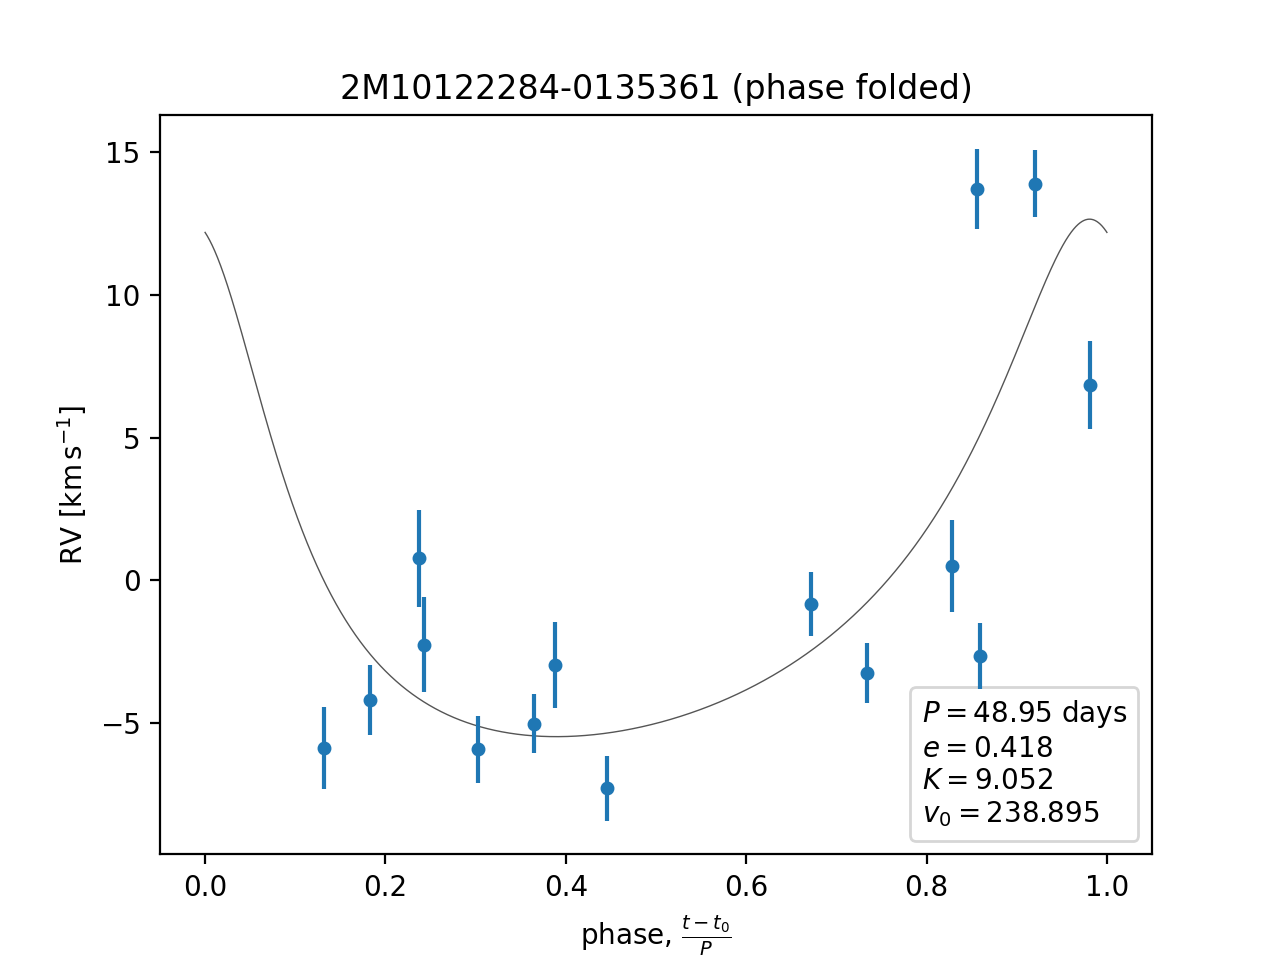 2M10122284-0135361 (phase folded)
RV [km s⁻¹]
15
10
5
0
−5
P = 48.95 days
e = 0.418
K = 9.052
v₀ = 238.895
0.0 0.2 0.4 0.6 0.8 1.0
phase, (t − t₀)/P